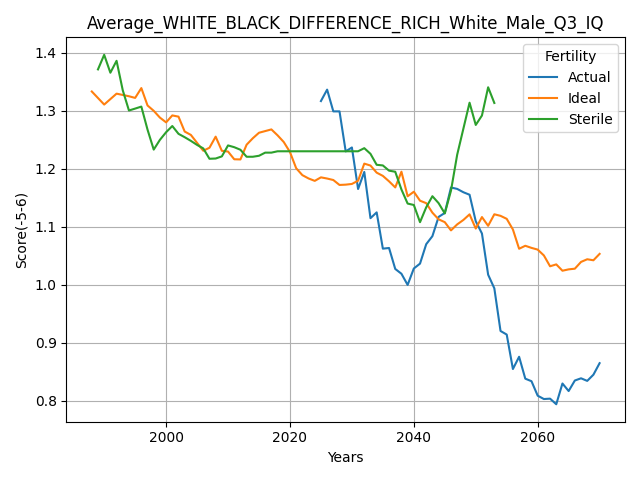 Average_WHITE_BLACK_DIFFERENCE_RICH_White_Male_Q3_IQ
Fertility
Actual
Ideal
Sterile
Score(-5-6)
1.4
1.3
1.2
1.1
1.0
0.9
0.8
2000 2020 2040 2060
Years